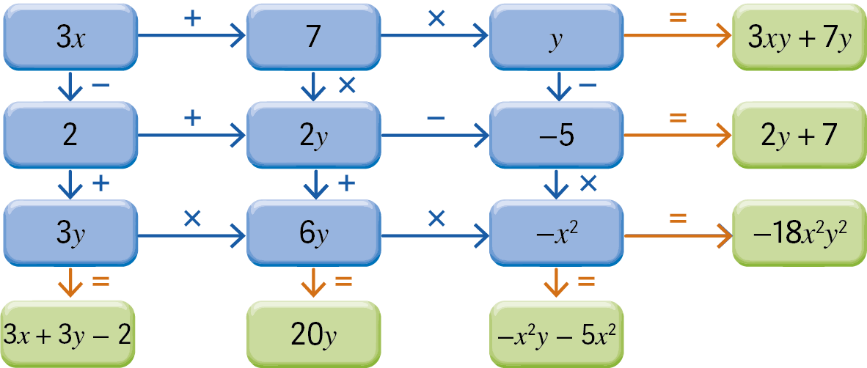 3x + 7 × y = 3xy + 7y
− × −
2 + 2y − −5 = 2y + 7
+ + ×
3y × 6y × −x² = −18x²y²
= = =
3x + 3y − 2 20y −x²y − 5x²